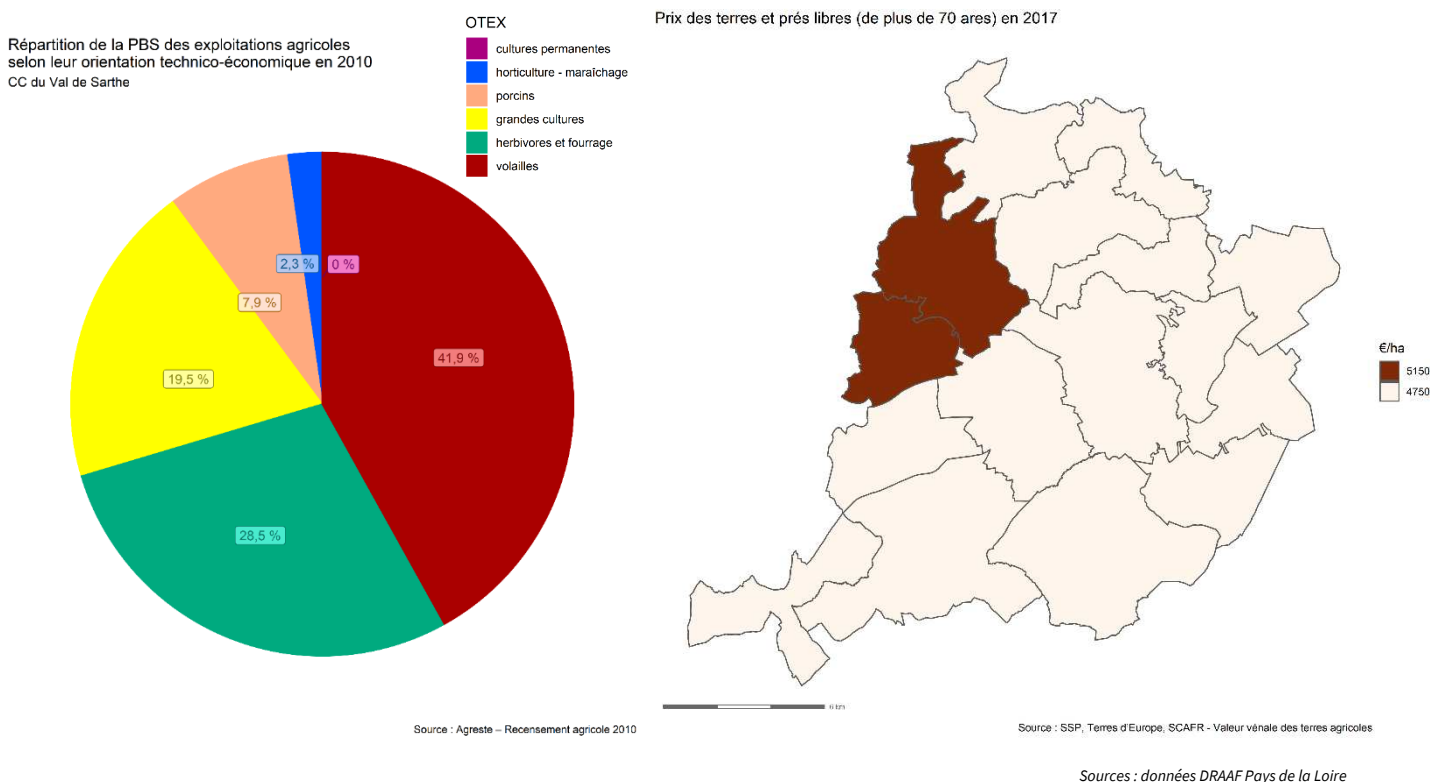 Répartition de la PBS des exploitations agricoles
selon leur orientation technico-économique en 2010
CC du Val de Sarthe
OTEX
cultures permanentes
horticulture - maraîchage
porcins
grandes cultures
herbivores et fourrage
volailles
2,3 %
0 %
7,9 %
41,9 %
19,5 %
28,5 %
Source : Agreste – Recensement agricole 2010
Prix des terres et prés libres (de plus de 70 ares) en 2017
€/ha
5150
4750
6 km
Source : SSP, Terres d'Europe, SCAFR - Valeur vénale des terres agricoles
Sources : données DRAAF Pays de la Loire